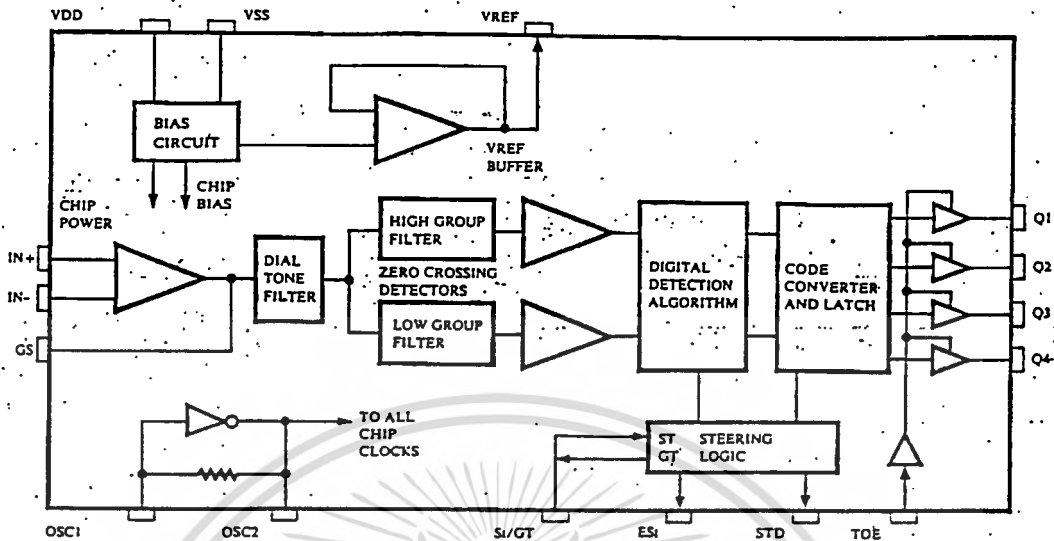 VDD
VSS
VREF
BIAS
CIRCUIT
VREF
BUFFER
CHIP
BIAS
CHIP
POWER
IN+
IN-
GS
DIAL
TONE
FILTER
HIGH GROUP
FILTER
ZERO CROSSING
DETECTORS
LOW GROUP
FILTER
DIGITAL
DETECTION
ALGORITHM
CODE
CONVERTER
AND LATCH
Q1
Q2
Q3
Q4
TO ALL
CHIP
CLOCKS
ST STEERING
GT LOGIC
OSC1
OSC2
St/GT
ESt
STD
TOE